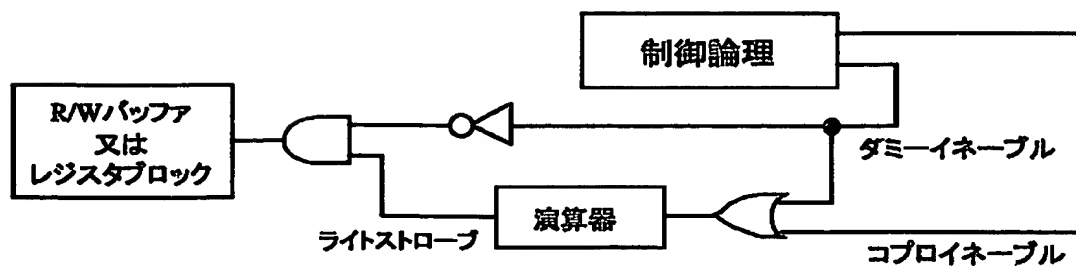 制御論理
R/Wバッファ
又は
レジスタブロック
ダミーイネーブル
演算器
ライトストローブ
コプロイネーブル